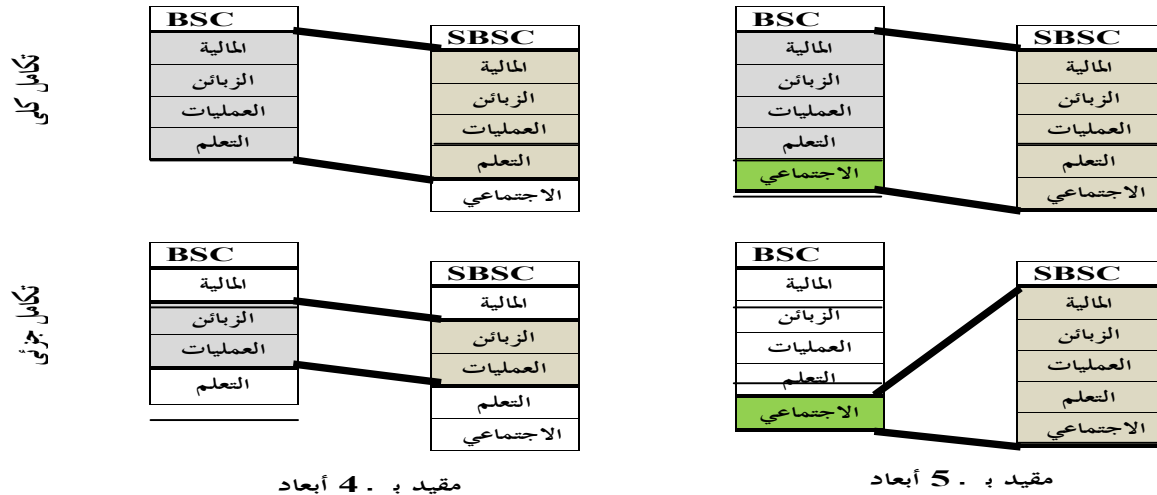 تكامل كلي
BSC
المالية
الزبائن
العمليات
التعلم
SBSC
المالية
الزبائن
العمليات
التعلم
الاجتماعي
BSC
المالية
الزبائن
العمليات
التعلم
الاجتماعي
SBSC
المالية
الزبائن
العمليات
التعلم
الاجتماعي
تكامل جزئي
BSC
المالية
الزبائن
العمليات
التعلم
SBSC
المالية
الزبائن
العمليات
التعلم
الاجتماعي
BSC
المالية
الزبائن
العمليات
التعلم
الاجتماعي
SBSC
المالية
الزبائن
العمليات
التعلم
الاجتماعي
مقيد بـ 4 أبعاد
مقيد بـ 5 أبعاد